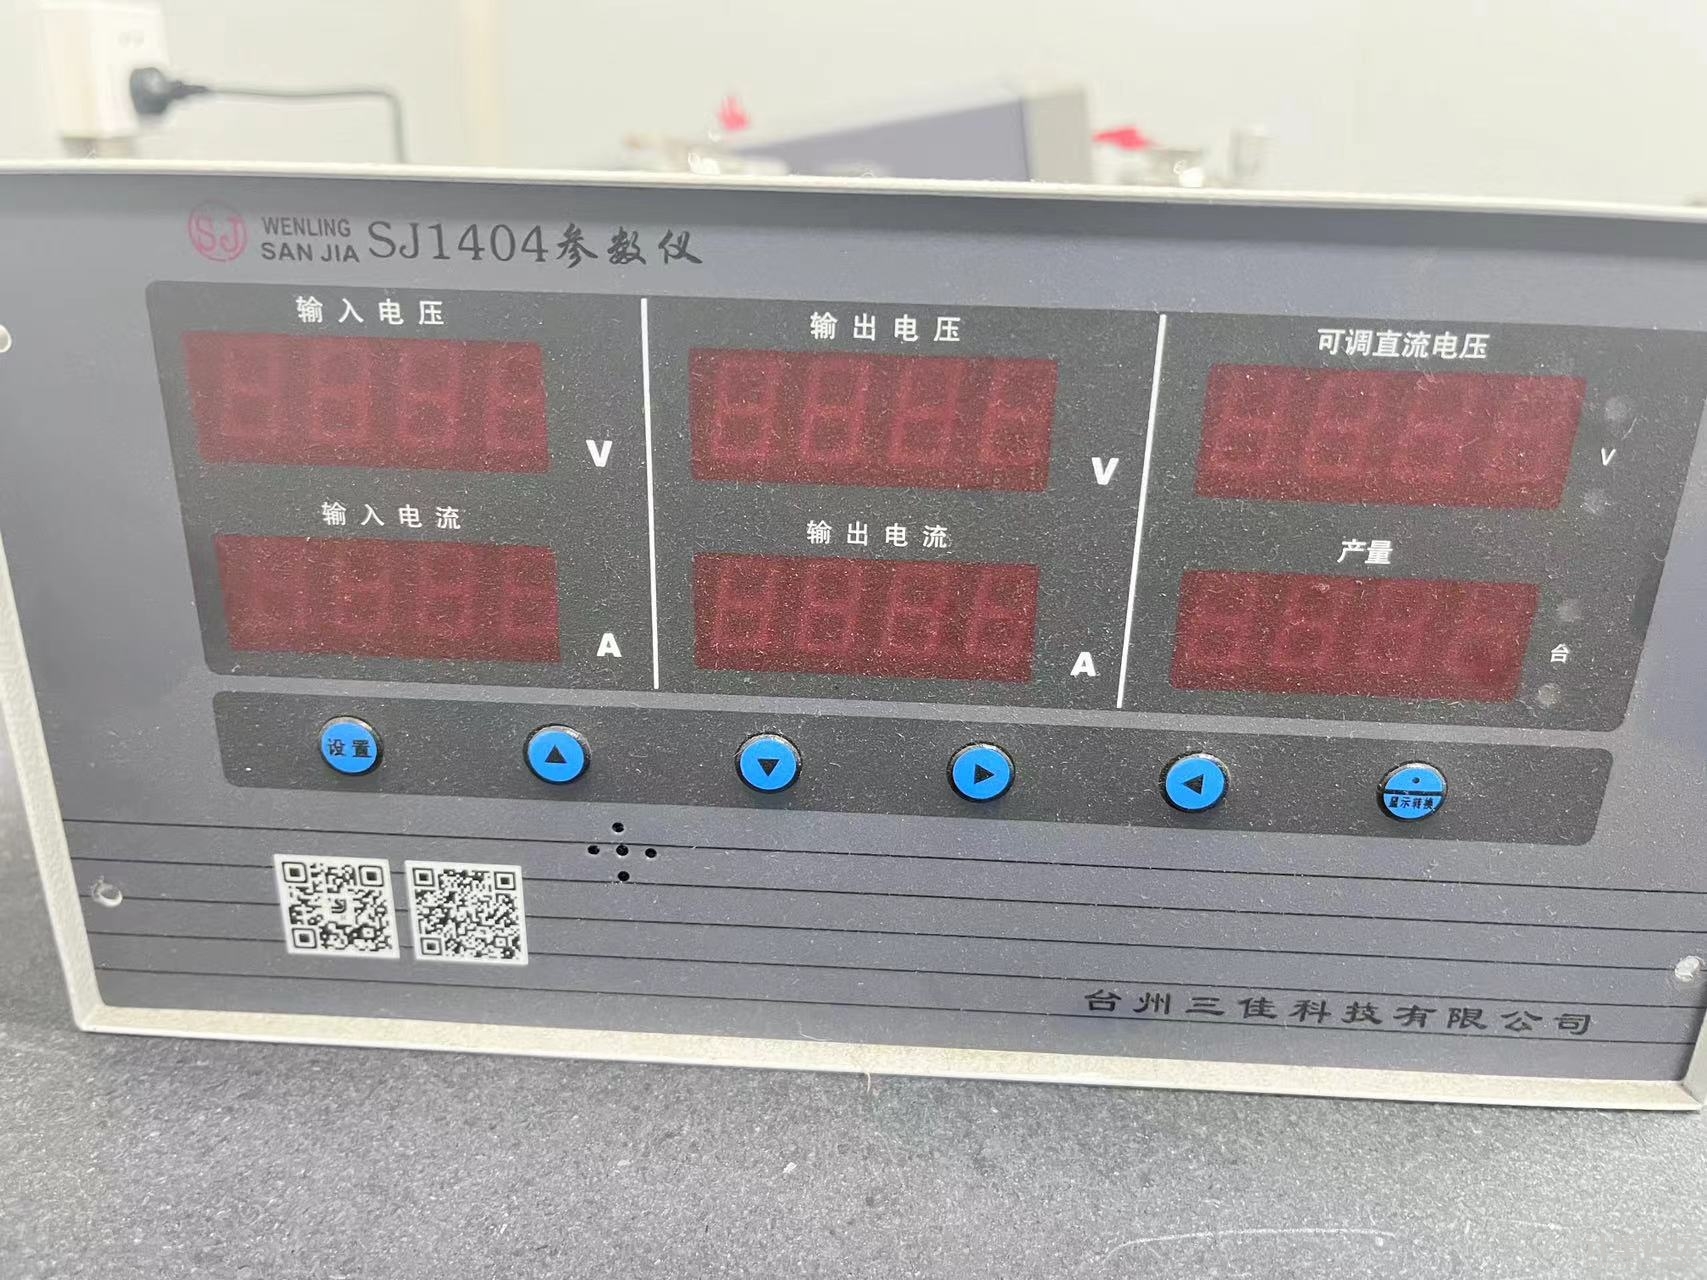 SJ WENLING SAN JIA SJ1404参数仪
输入电压
V
输出电压
V
可调直流电压
V
输入电流
A
输出电流
A
产量
台
设置
显示转换
台州三佳科技有限公司